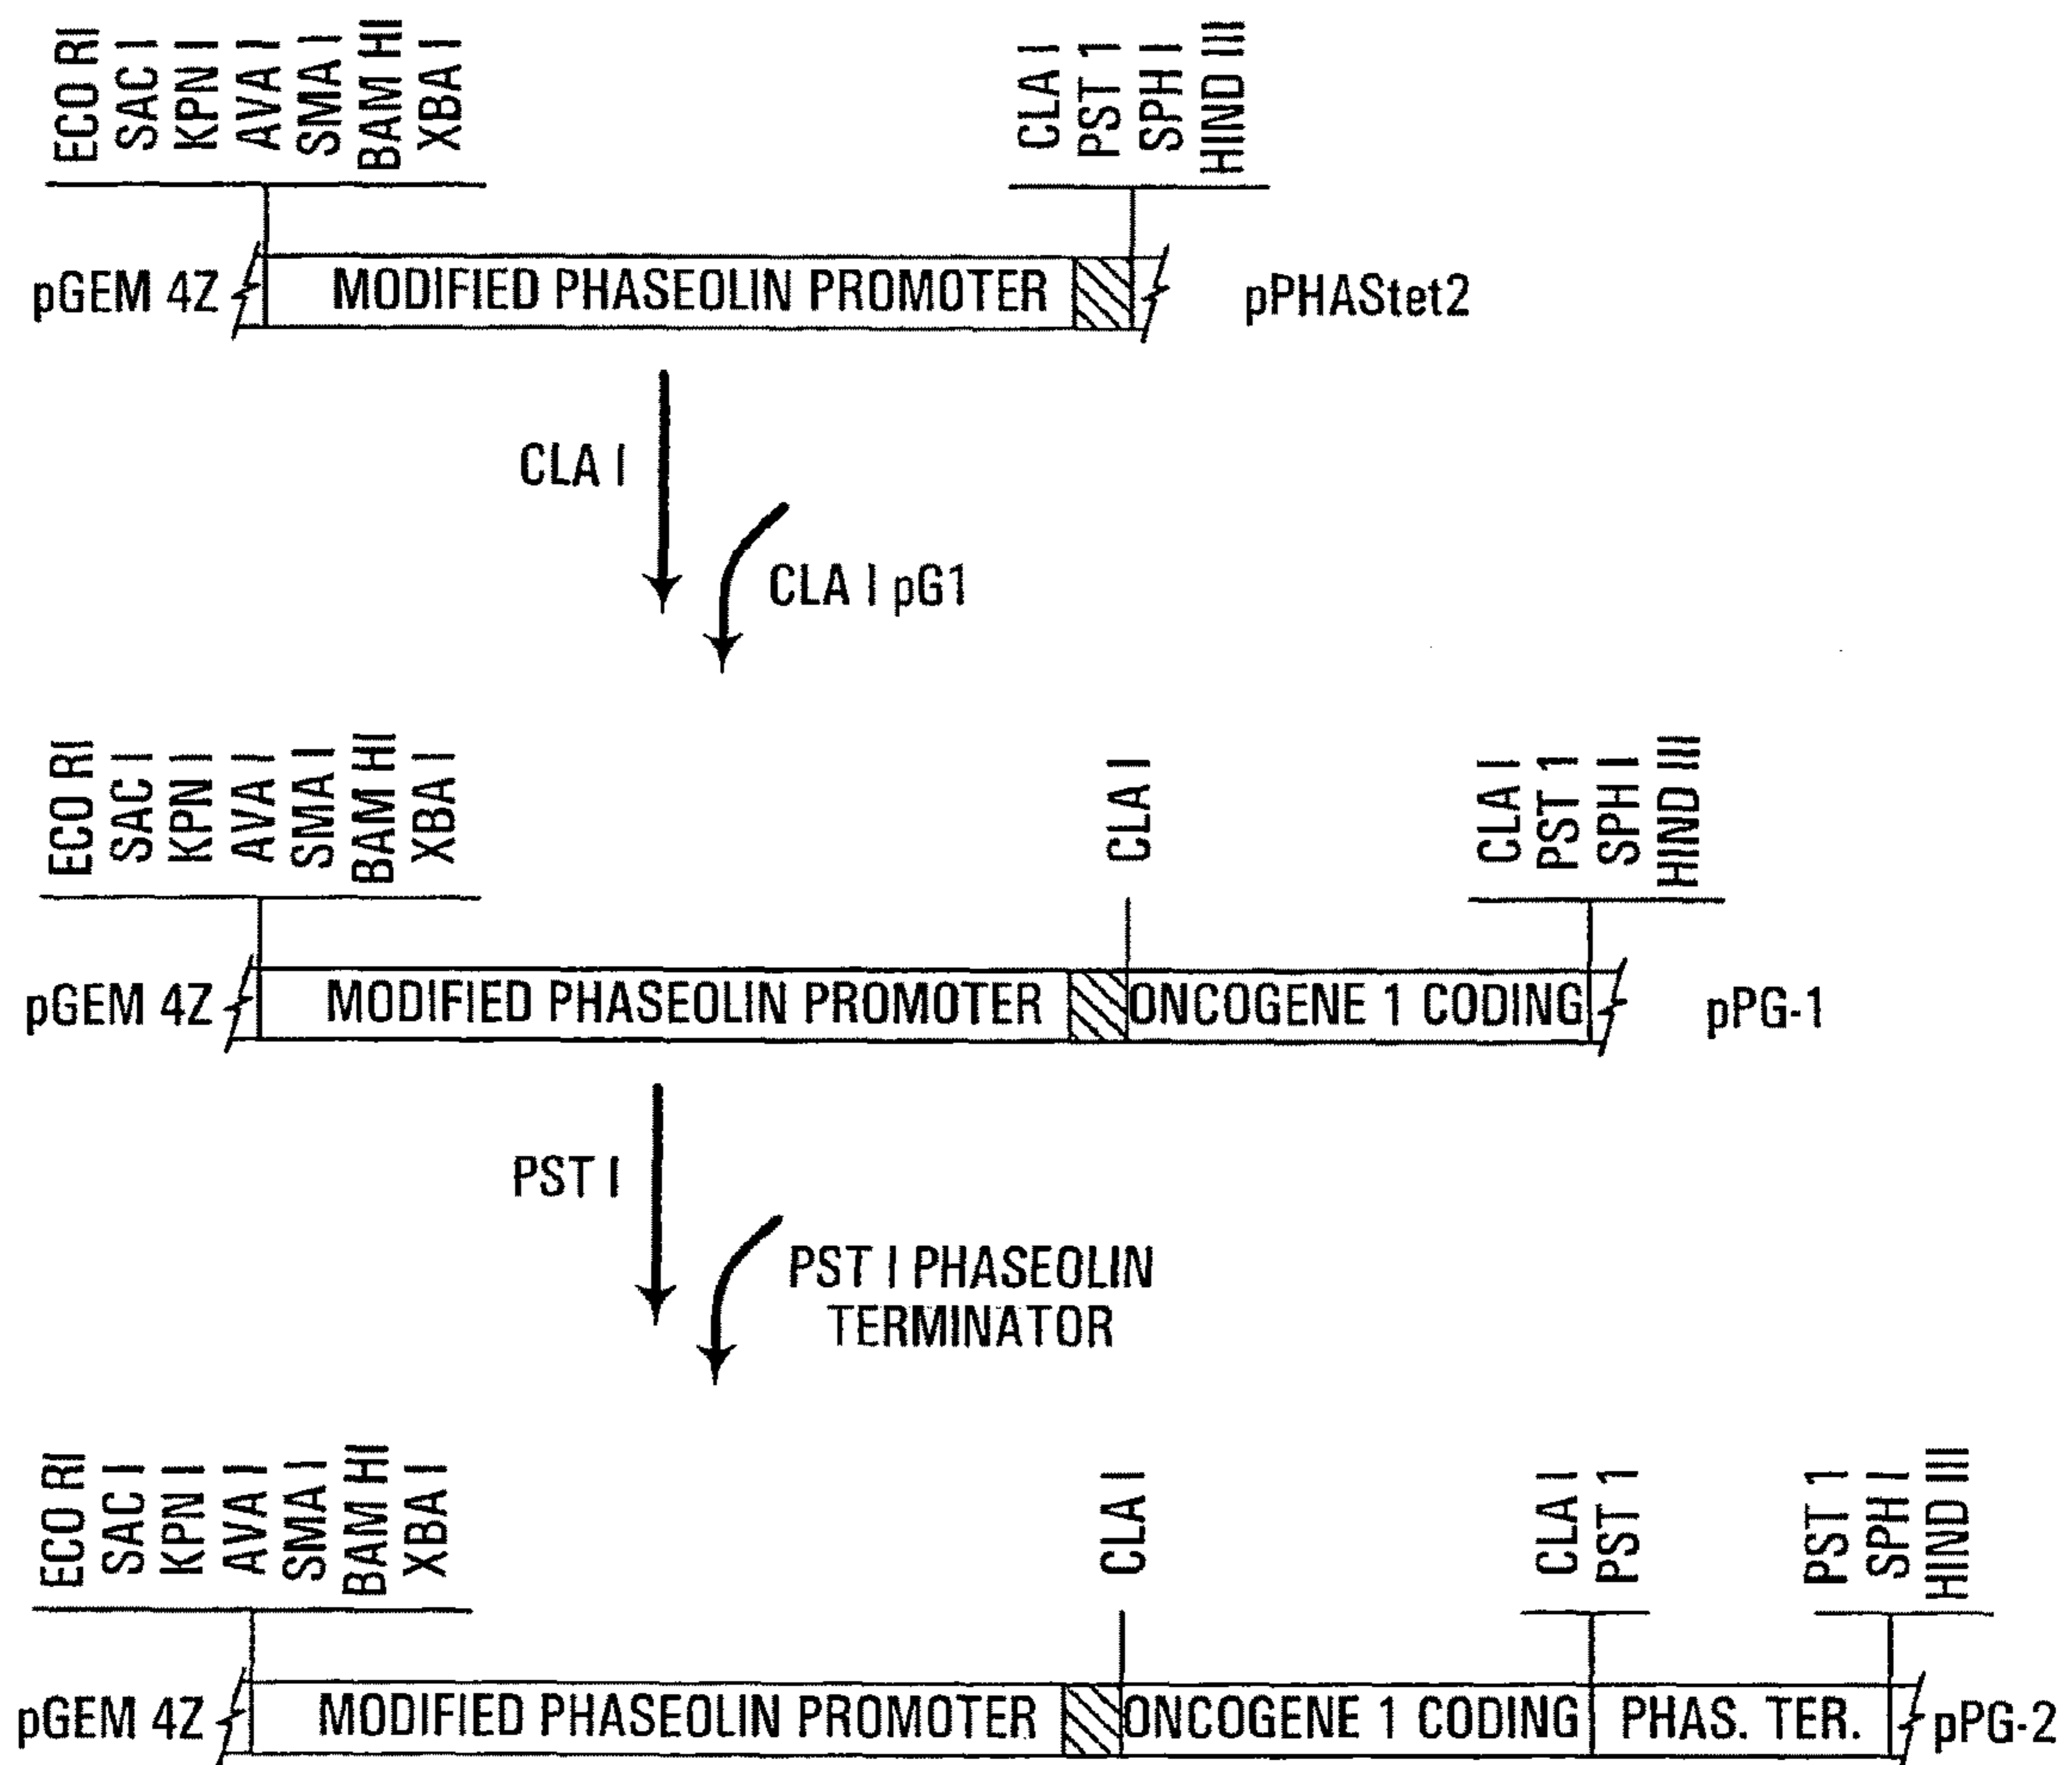 ECO RI
SAC I
KPN I
AVA I
SMA I
BAM HI
XBA I
CLA I
PST 1
SPH I
HIND III
pGEM 4Z
MODIFIED PHASEOLIN PROMOTER
pPHAStet2
CLA I
CLA I pG1
ECO RI
SAC I
KPN I
AVA I
SMA I
BAM HI
XBA I
CLA I
CLA I
PST 1
SPH I
HIND III
pGEM 4Z
MODIFIED PHASEOLIN PROMOTER
ONCOGENE 1 CODING
pPG-1
PST I
PST I PHASEOLIN
TERMINATOR
ECO RI
SAC I
KPN I
AVA I
SMA I
BAM HI
XBA I
CLA I
CLA I
PST 1
PST 1
SPH I
HIND III
pGEM 4Z
MODIFIED PHASEOLIN PROMOTER
ONCOGENE 1 CODING
PHAS. TER.
pPG-2